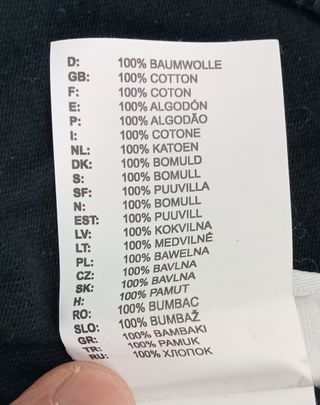 D: 100% BAUMWOLLE
GB: 100% COTTON
F: 100% COTON
E: 100% ALGODÓN
P: 100% ALGODÃO
I: 100% COTONE
NL: 100% KATOEN
DK: 100% BOMULD
S: 100% BOMULL
SF: 100% PUUVILLA
N: 100% BOMULL
EST: 100% PUUVILL
LV: 100% KOKVILNA
LT: 100% MEDVILNĖ
PL: 100% BAWELNA
CZ: 100% BAVLNA
SK: 100% BAVLNA
H: 100% PAMUT
RO: 100% BUMBAC
SLO: 100% BUMBAŽ
GR: 100% BAMBAKI
TR: 100% PAMUK
RU: 100% ХЛОПОК